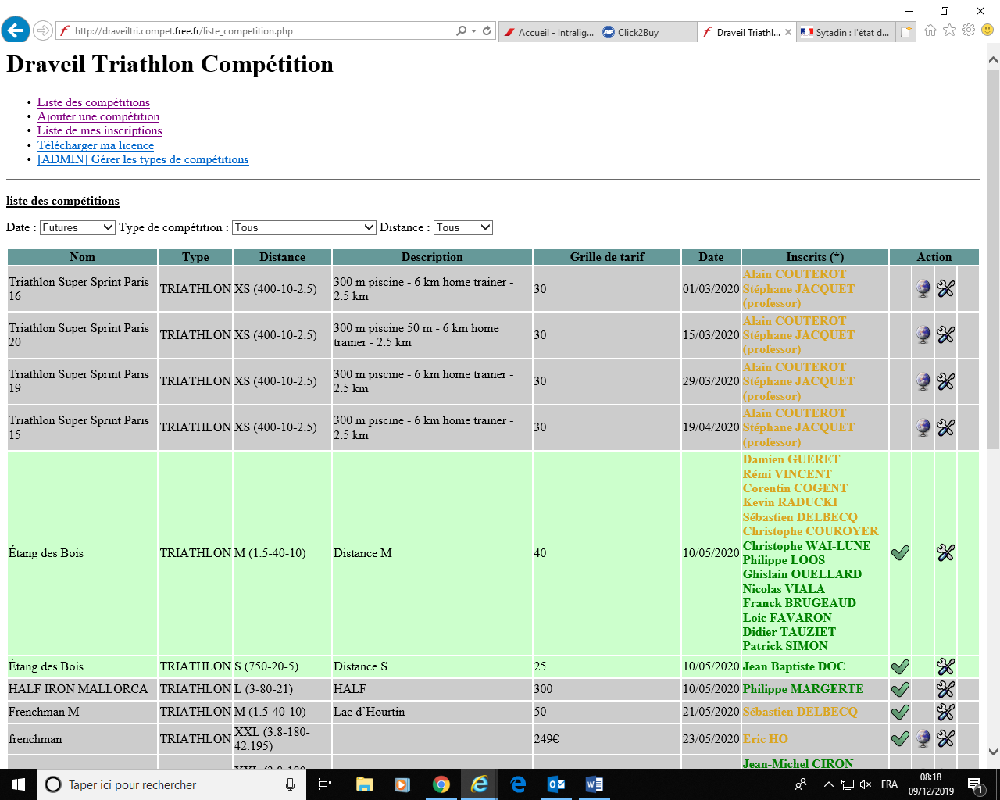 http://draveiltri.compet.free.fr/liste_competition.php
Accueil - Intralig...
Click2Buy
Draveil Triathl...
Sytadin : l'état d...
Draveil Triathlon Compétition
• Liste des compétitions
• Ajouter une compétition
• Liste de mes inscriptions
• Télécharger ma licence
• [ADMIN] Gérer les types de compétitions
liste des compétitions
Date : Futures Type de compétition : Tous Distance : Tous
Nom Type Distance Description Grille de tarif Date Inscrits (*) Action
Triathlon Super Sprint Paris
16
TRIATHLON XS (400-10-2.5)
300 m piscine - 6 km home trainer -
2.5 km
30
01/03/2020
Alain COUTEROT
Stéphane JACQUET
(professor)
Triathlon Super Sprint Paris
20
TRIATHLON XS (400-10-2.5)
300 m piscine 50 m - 6 km home
trainer - 2.5 km
30
15/03/2020
Alain COUTEROT
Stéphane JACQUET
(professor)
Triathlon Super Sprint Paris
19
TRIATHLON XS (400-10-2.5)
300 m piscine - 6 km home trainer -
2.5 km
30
29/03/2020
Alain COUTEROT
Stéphane JACQUET
(professor)
Triathlon Super Sprint Paris
15
TRIATHLON XS (400-10-2.5)
300 m piscine - 6 km home trainer -
2.5 km
30
19/04/2020
Alain COUTEROT
Stéphane JACQUET
(professor)
Étang des Bois
TRIATHLON M (1.5-40-10)
Distance M
40
10/05/2020
Damien GUERET
Rémi VINCENT
Corentin COGENT
Kevin RADUCKI
Sébastien DELBECQ
Christophe COUROYER
Christophe WAI-LUNE
Philippe LOOS
Ghislain OUELLARD
Nicolas VIALA
Franck BRUGEAUD
Loic FAVARON
Didier TAUZIET
Patrick SIMON
Étang des Bois TRIATHLON S (750-20-5) Distance S 25 10/05/2020 Jean Baptiste DOC
HALF IRON MALLORCA TRIATHLON L (3-80-21) HALF 300 10/05/2020 Philippe MARGERTE
Frenchman M TRIATHLON M (1.5-40-10) Lac d’Hourtin 50 21/05/2020 Sébastien DELBECQ
frenchman
TRIATHLON
XXL (3.8-180-
42.195)
249€
23/05/2020
Eric HO
XXL (3.8-180-
Jean-Michel CIRON
Taper ici pour rechercher
FRA
08:18
09/12/2019
1